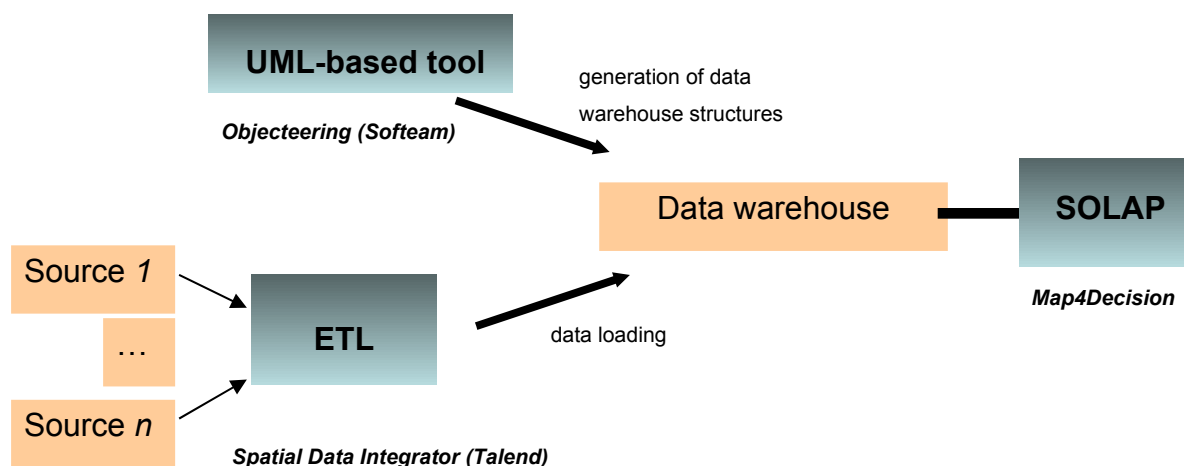 UML-based tool
Objecteering (Softeam)
generation of data
warehouse structures
Data warehouse
SOLAP
Map4Decision
Source 1
…
Source n
ETL
data loading
Spatial Data Integrator (Talend)